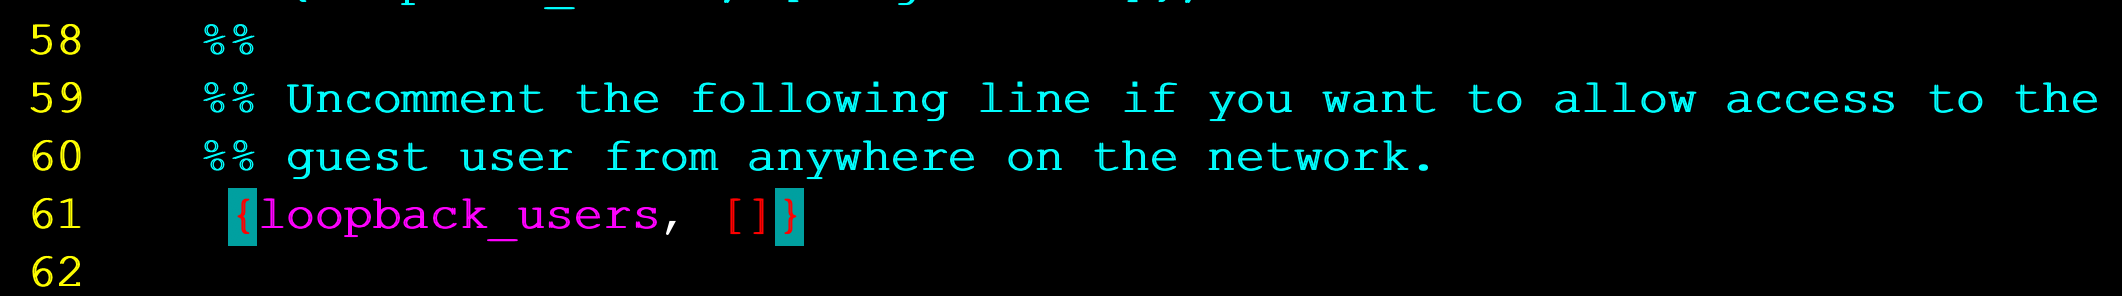 58 %%
59 %% Uncomment the following line if you want to allow access to the
60 %% guest user from anywhere on the network.
61 {loopback_users, []}
62